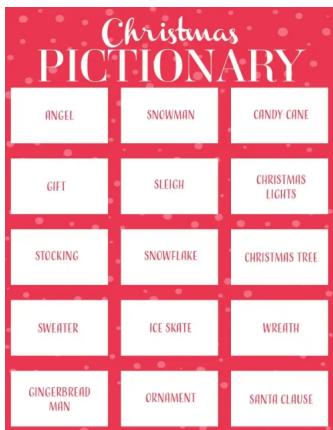 Christmas
PICTIONARY
ANGEL
SNOWMAN
CANDY CANE
GIFT
SLEIGH
CHRISTMAS
LIGHTS
STOCKING
SNOWFLAKE
CHRISTMAS TREE
SWEATER
ICE SKATE
WREATH
GINGERBREAD
MAN
ORNAMENT
SANTA CLAUSE